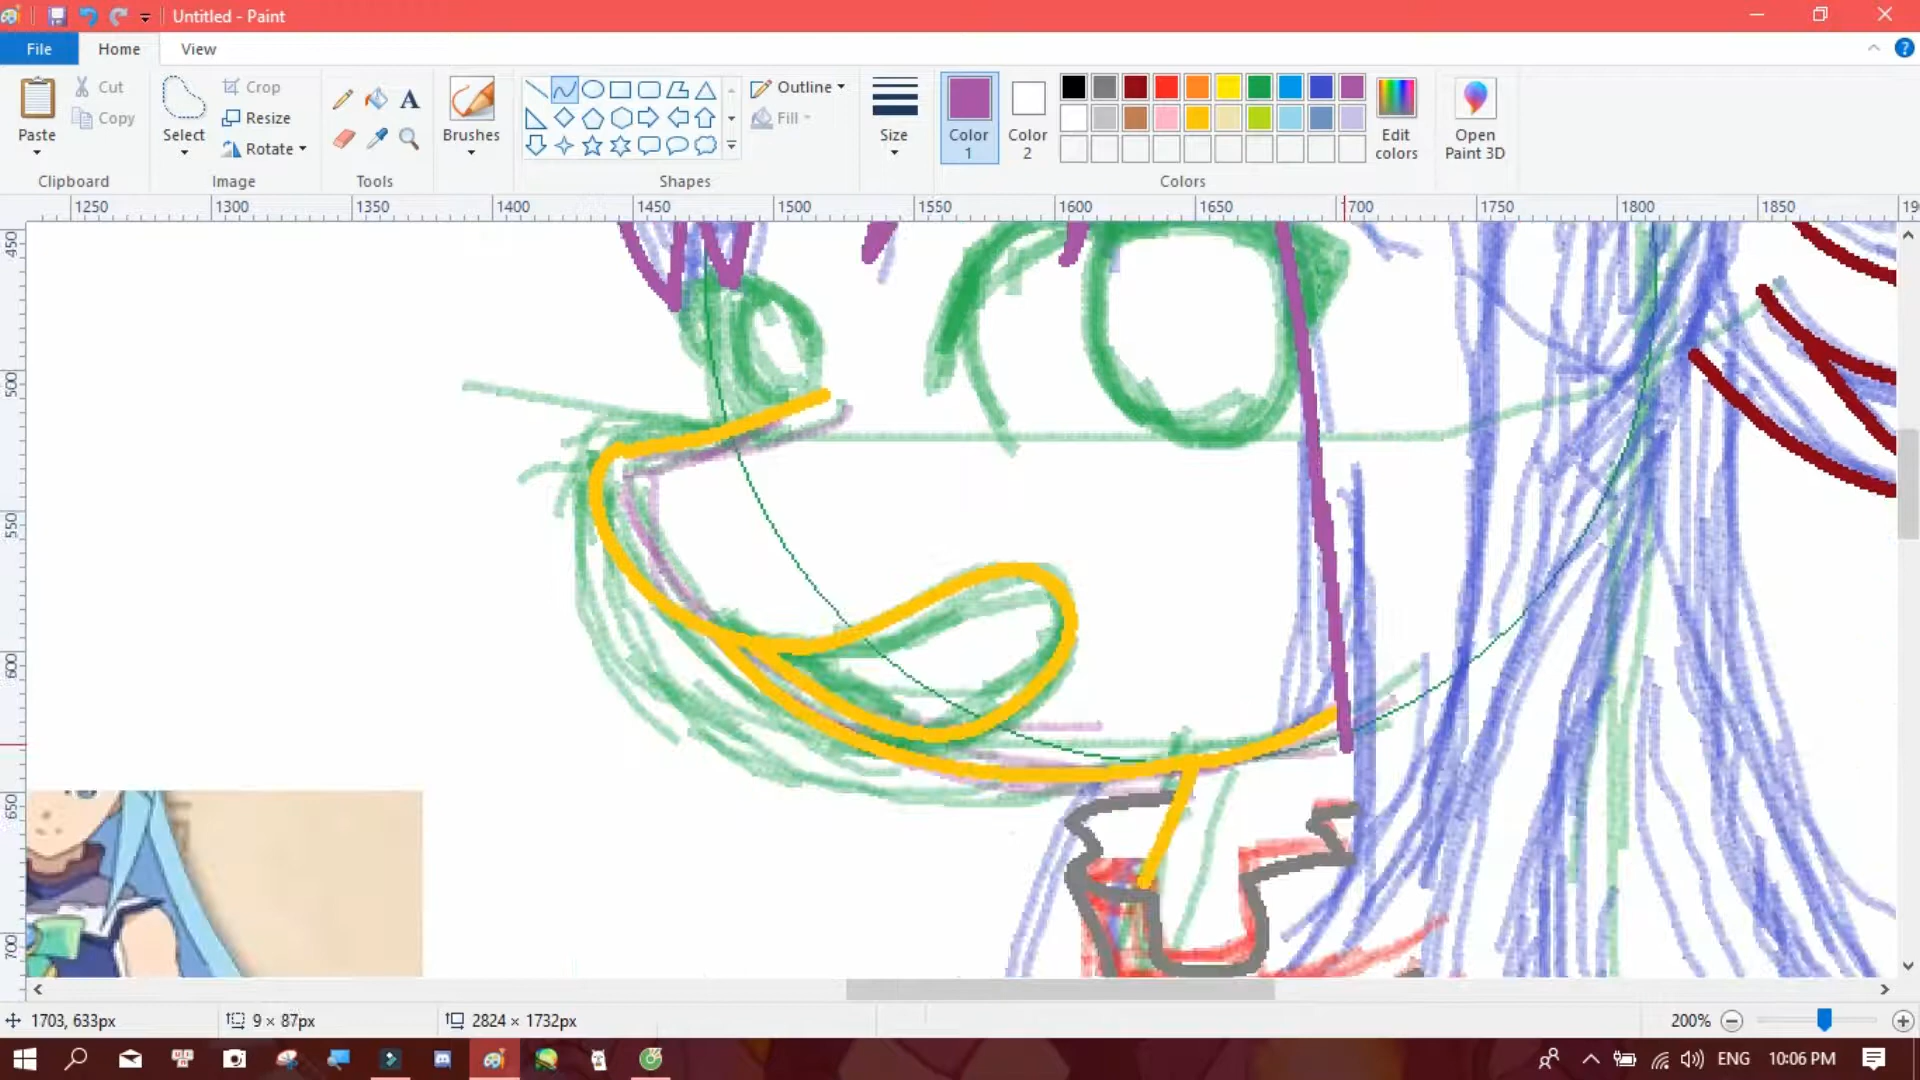 Untitled - Paint
File Home View
Paste
Cut
Copy
Clipboard
Select
Crop
Resize
Rotate
Image
Tools
Brushes
Shapes
Outline
Fill
Size
Color 1
Color 2
Edit colors
Colors
Open Paint 3D
1250 1300 1350 1400 1450 1500 1550 1600 1650 1700 1750 1800 1850 19
450
500
550
600
650
700
1703, 633px 9 × 87px 2824 × 1732px 200%
ENG 10:06 PM